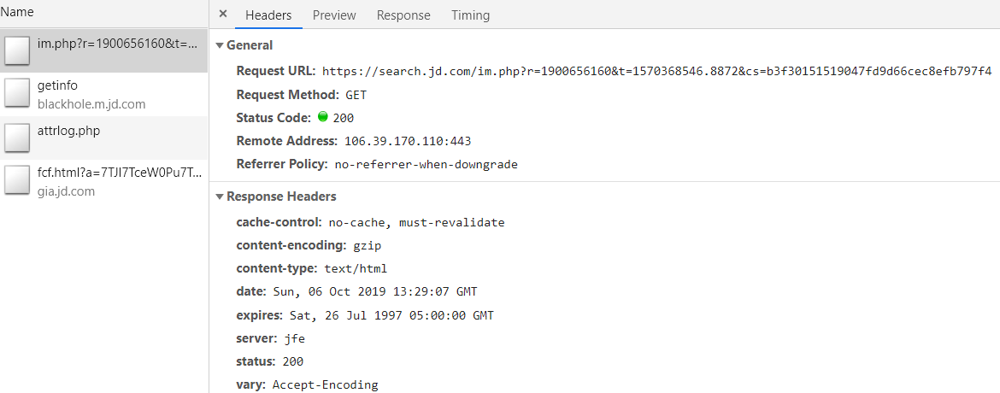 Name
im.php?r=1900656160&t=...
getinfo
blackhole.m.jd.com
attrlog.php
fcf.html?a=7TJI7TceW0Pu7T...
gia.jd.com
× Headers Preview Response Timing
▼ General
Request URL: https://search.jd.com/im.php?r=1900656160&t=1570368546.8872&cs=b3f30151519047fd9d66cec8efb797f4
Request Method: GET
Status Code: 200
Remote Address: 106.39.170.110:443
Referrer Policy: no-referrer-when-downgrade
▼ Response Headers
cache-control: no-cache, must-revalidate
content-encoding: gzip
content-type: text/html
date: Sun, 06 Oct 2019 13:29:07 GMT
expires: Sat, 26 Jul 1997 05:00:00 GMT
server: jfe
status: 200
vary: Accept-Encoding